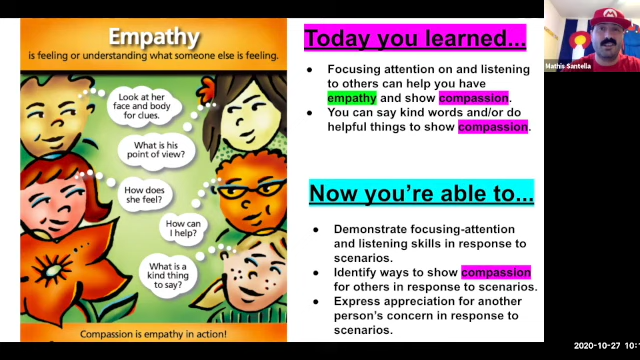 Empathy
is feeling or understanding what someone else is feeling.
Look at her
face and body
for clues.
What is his
point of view?
How does
she feel?
How can
I help?
What is a
kind thing
to say?
Compassion is empathy in action!
Today you learned...
● Focusing attention on and listening
to others can help you have
empathy and show compassion.
● You can say kind words and/or do
helpful things to show compassion.
Now you're able to...
● Demonstrate focusing-attention
and listening skills in response to
scenarios.
● Identify ways to show compassion
for others in response to scenarios.
● Express appreciation for another
person's concern in response to
scenarios.
Mathis Santella
2020-10-27 10:1